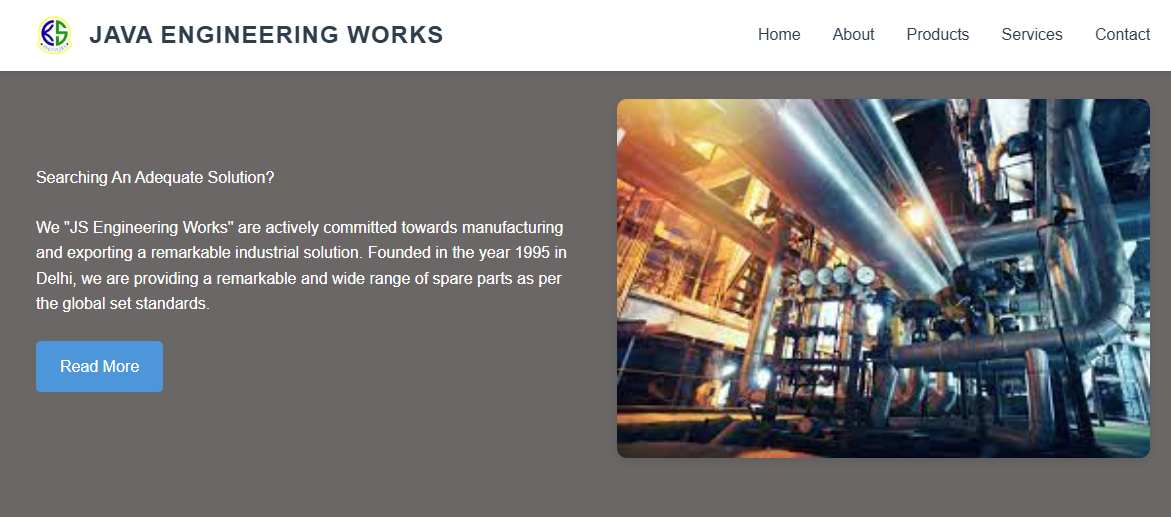 JAVA ENGINEERING WORKS
Home About Products Services Contact
Searching An Adequate Solution?
We "JS Engineering Works" are actively committed towards manufacturing
and exporting a remarkable industrial solution. Founded in the year 1995 in
Delhi, we are providing a remarkable and wide range of spare parts as per
the global set standards.
Read More